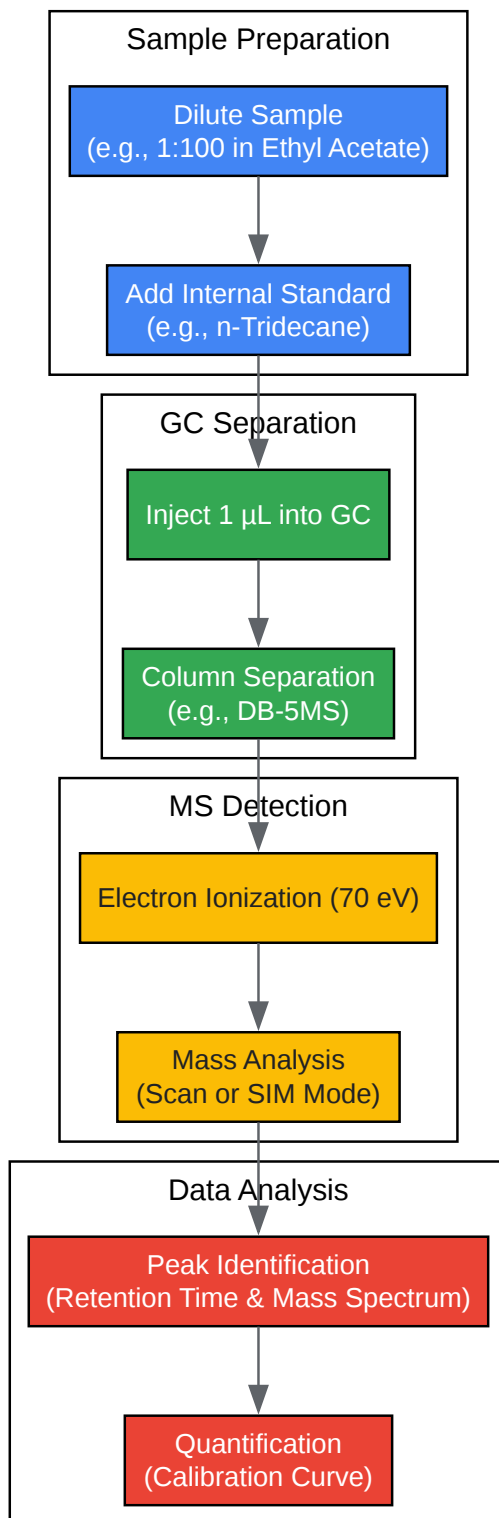 Sample Preparation
Dilute Sample
(e.g., 1:100 in Ethyl Acetate)
Add Internal Standard
(e.g., n-Tridecane)
GC Separation
Inject 1 µL into GC
Column Separation
(e.g., DB-5MS)
MS Detection
Electron Ionization (70 eV)
Mass Analysis
(Scan or SIM Mode)
Data Analysis
Peak Identification
(Retention Time & Mass Spectrum)
Quantification
(Calibration Curve)